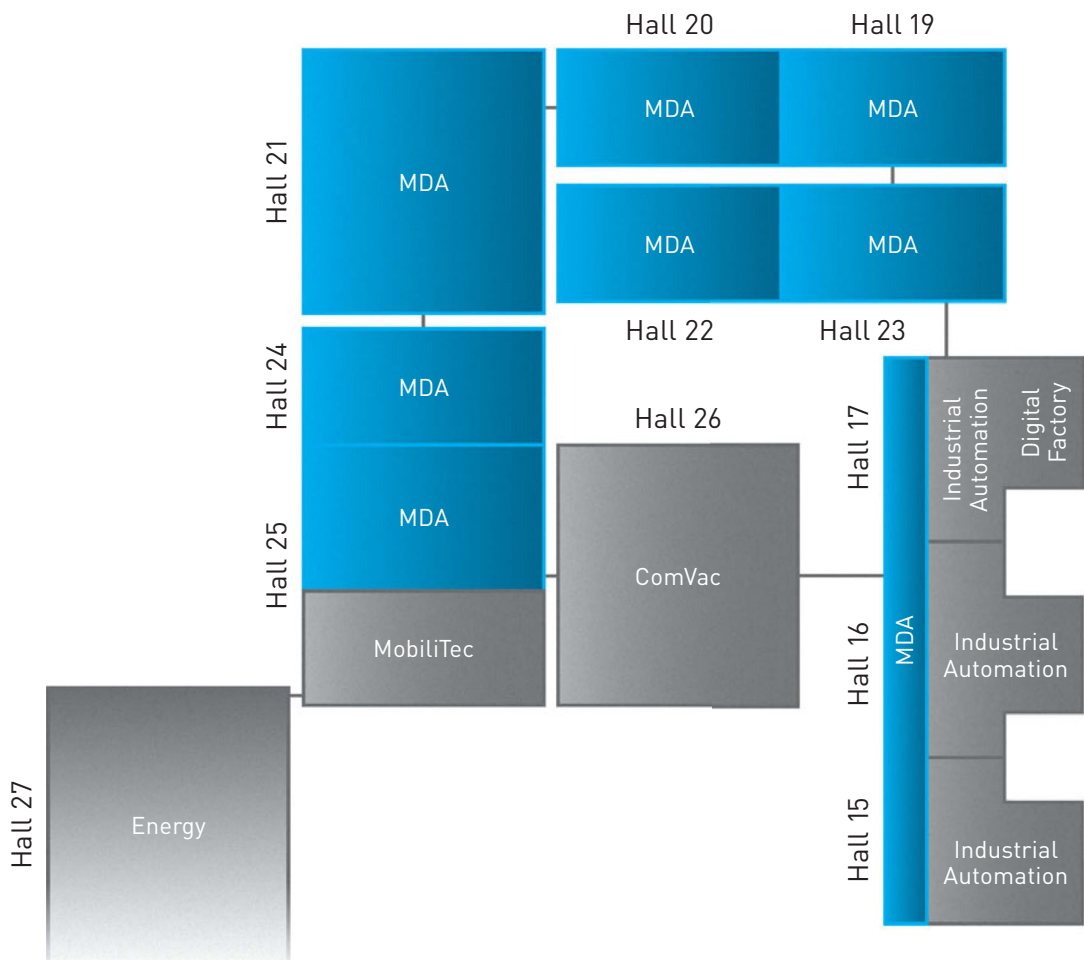 Hall 20
Hall 19
Hall 21
MDA
MDA
MDA
MDA
MDA
Hall 22
Hall 23
Hall 24
MDA
Hall 26
Hall 17
Industrial
Automation
Digital
Factory
Hall 25
MDA
ComVac
MobiliTec
Hall 16
MDA
Industrial
Automation
Hall 27
Energy
Hall 15
Industrial
Automation